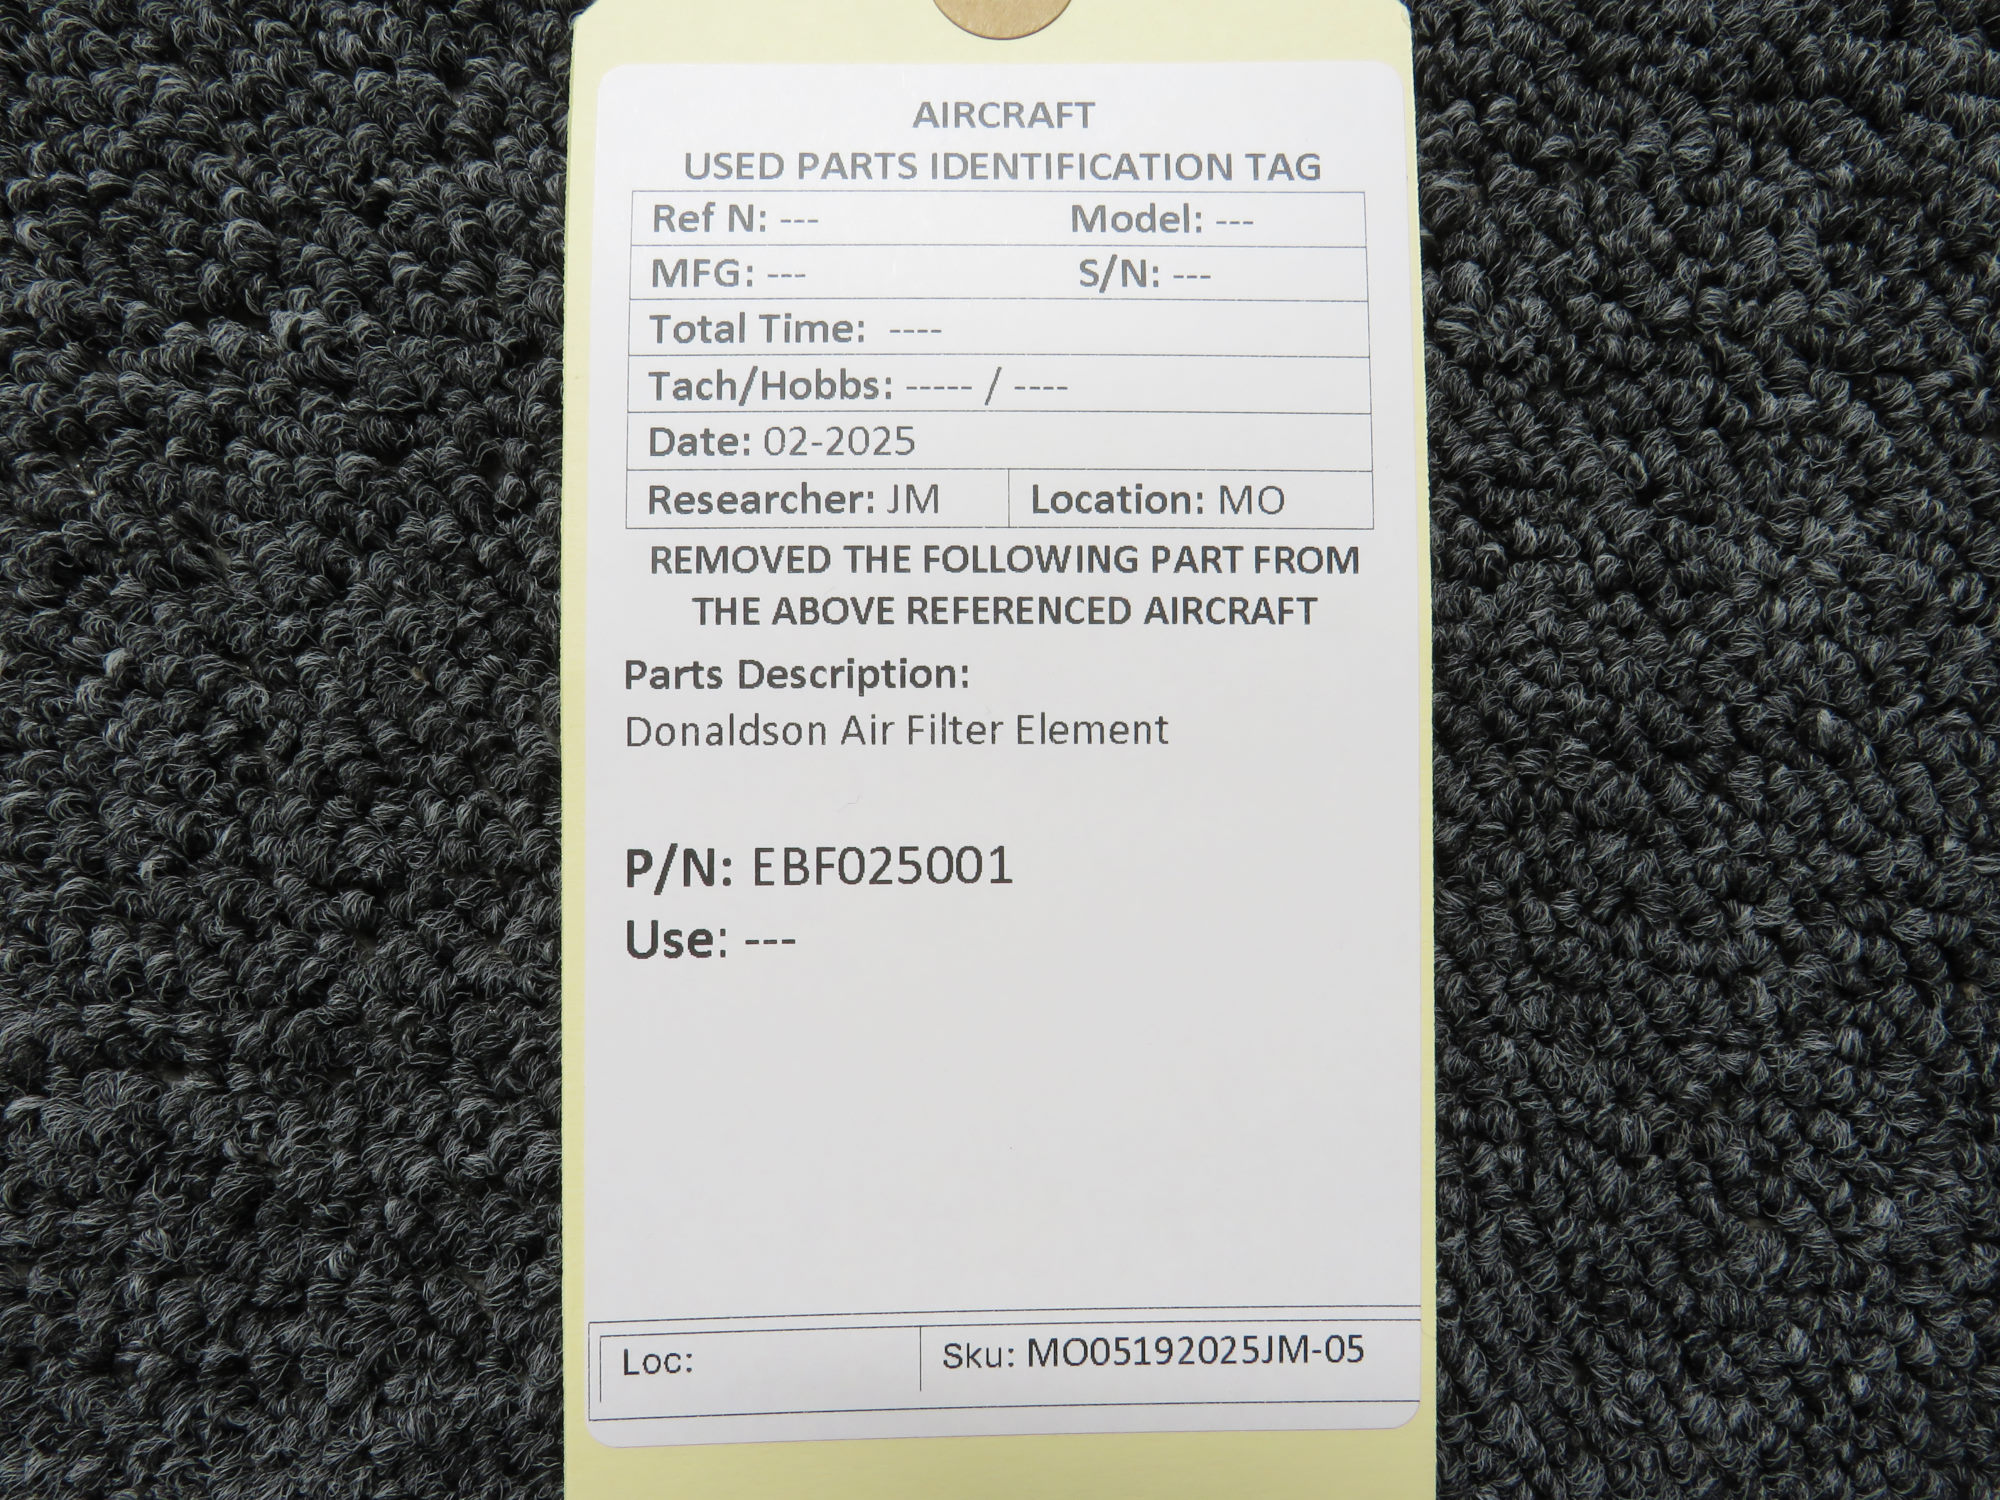 AIRCRAFT
USED PARTS IDENTIFICATION TAG
Ref N: --- Model: ---
MFG: --- S/N: ---
Total Time: ----
Tach/Hobbs: ----- / ----
Date: 02-2025
Researcher: JM Location: MO
REMOVED THE FOLLOWING PART FROM
THE ABOVE REFERENCED AIRCRAFT
Parts Description:
Donaldson Air Filter Element
P/N: EBF025001
Use: ---
Loc: Sku: MO05192025JM-05